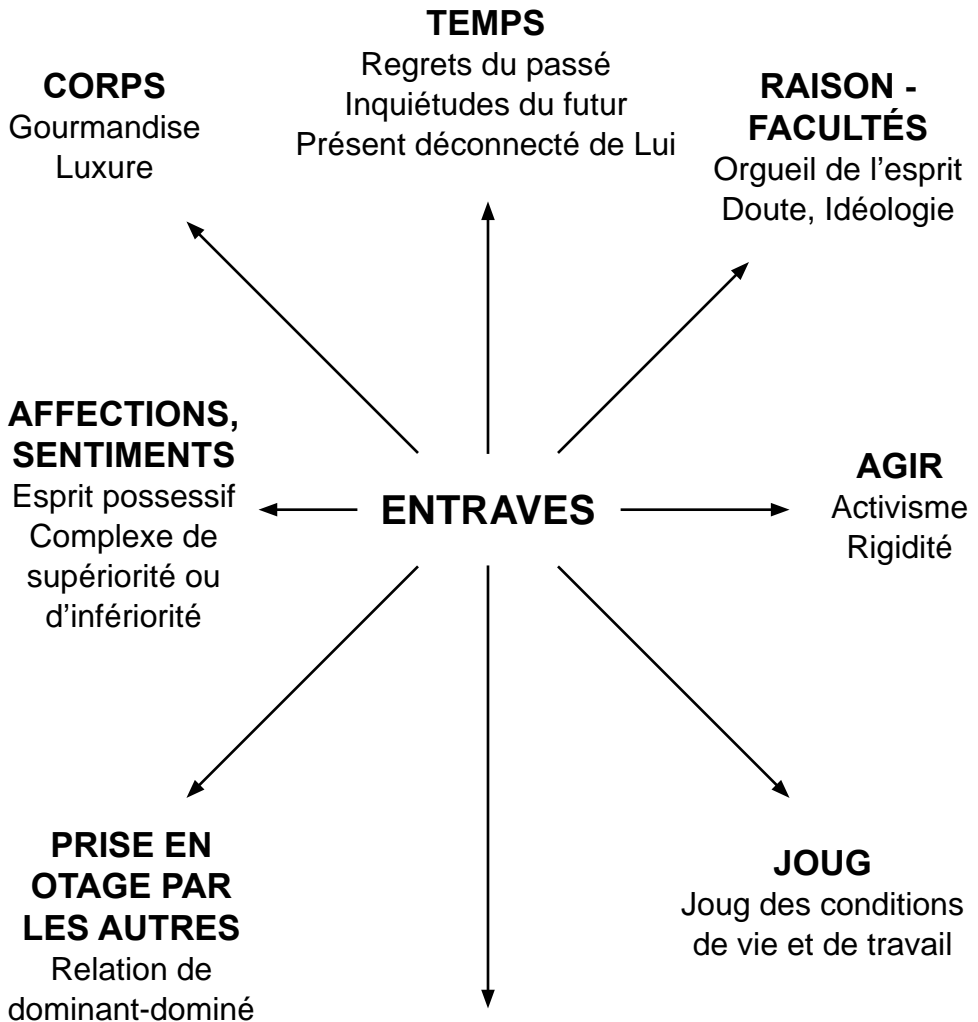 TEMPS
Regrets du passé
Inquiétudes du futur
Présent déconnecté de Lui
CORPS
Gourmandise
Luxure
RAISON -
FACULTÉS
Orgueil de l’esprit
Doute, Idéologie
AFFECTIONS,
SENTIMENTS
Esprit possessif
Complexe de
supériorité ou
d’infériorité
ENTRAVES
AGIR
Activisme
Rigidité
PRISE EN
OTAGE PAR
LES AUTRES
Relation de
dominant-dominé
JOUG
Joug des conditions
de vie et de travail